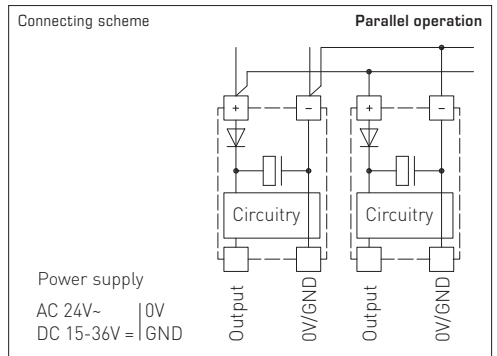 Connecting scheme
Parallel operation
+ − + −
Circuitry Circuitry
Power supply
AC 24V~ | 0V
DC 15-36V = | GND
Output
0V/GND
Output
0V/GND